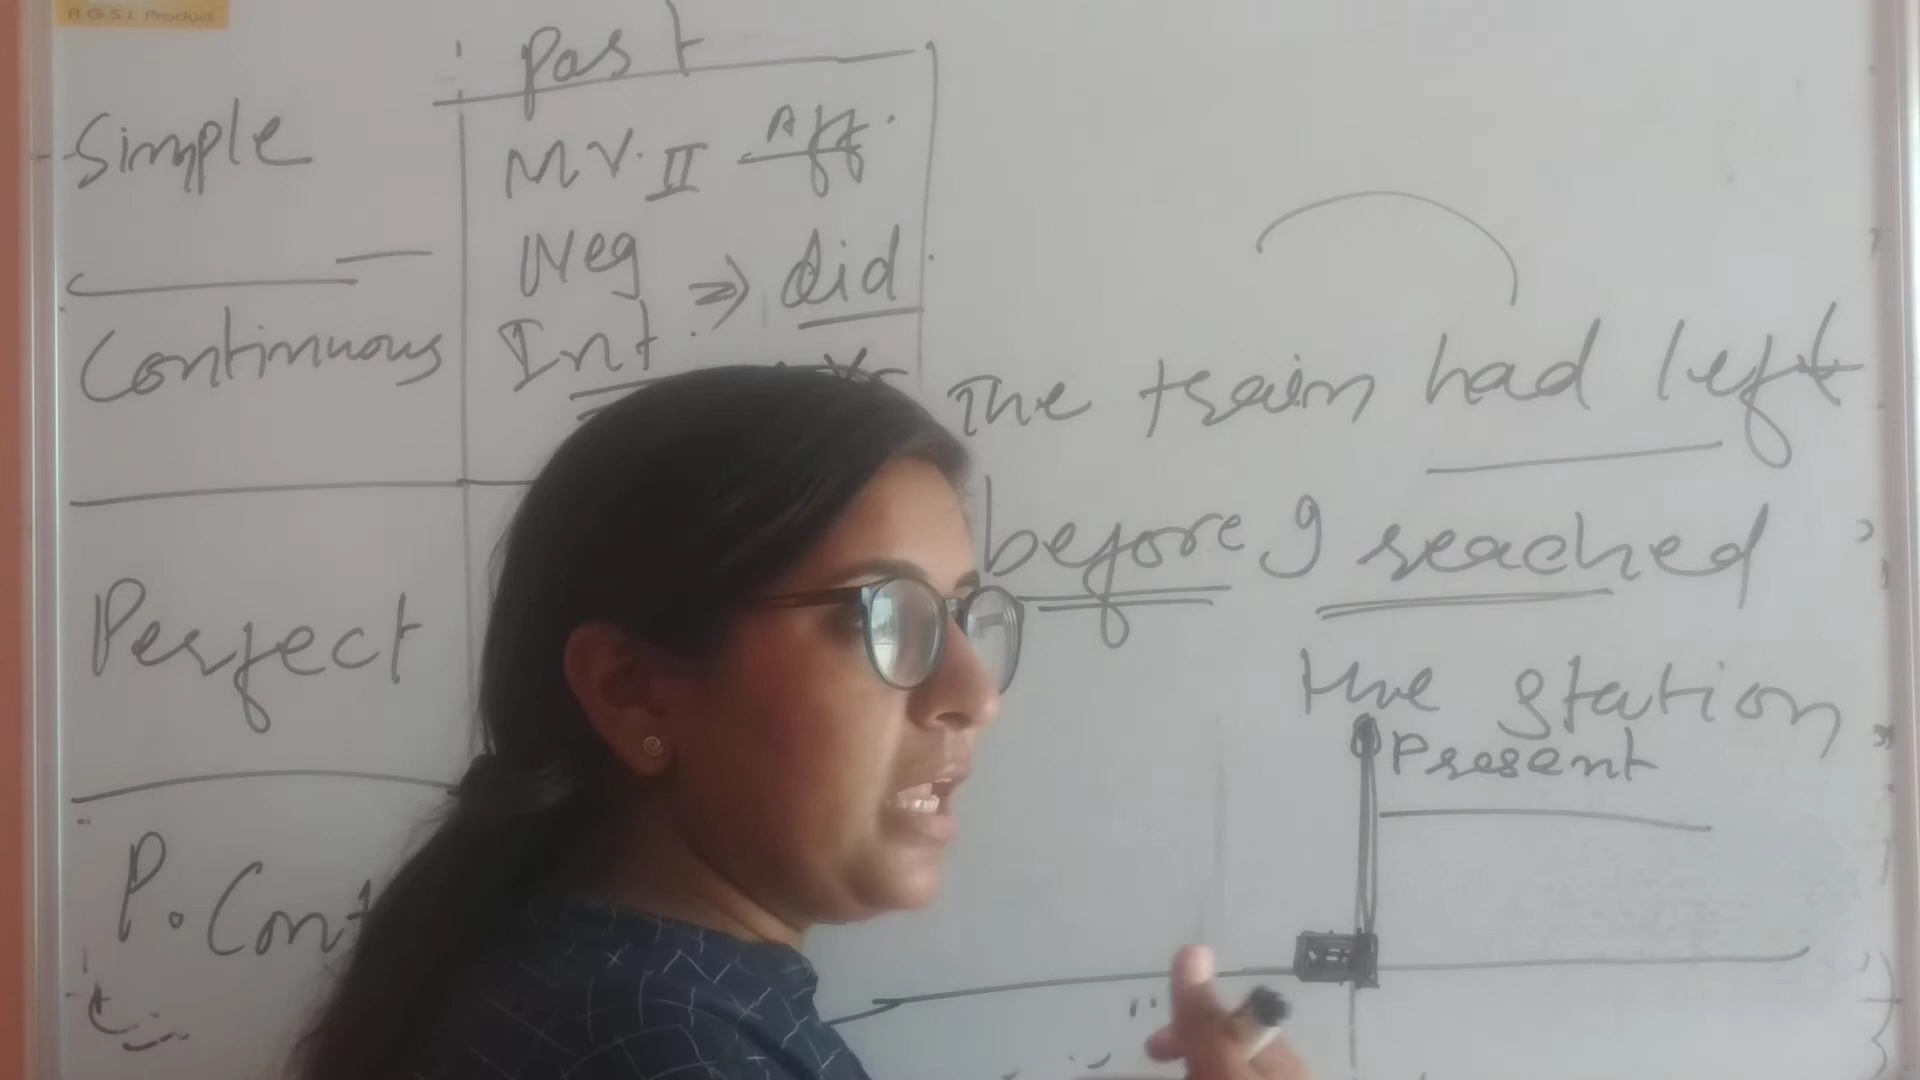 A.G.S.I. Product
Past
Simple
M.V. II Aff.
Neg
Int. => did
Continuous
The train had left
before I reached
the station
Perfect
Present
P. Cont